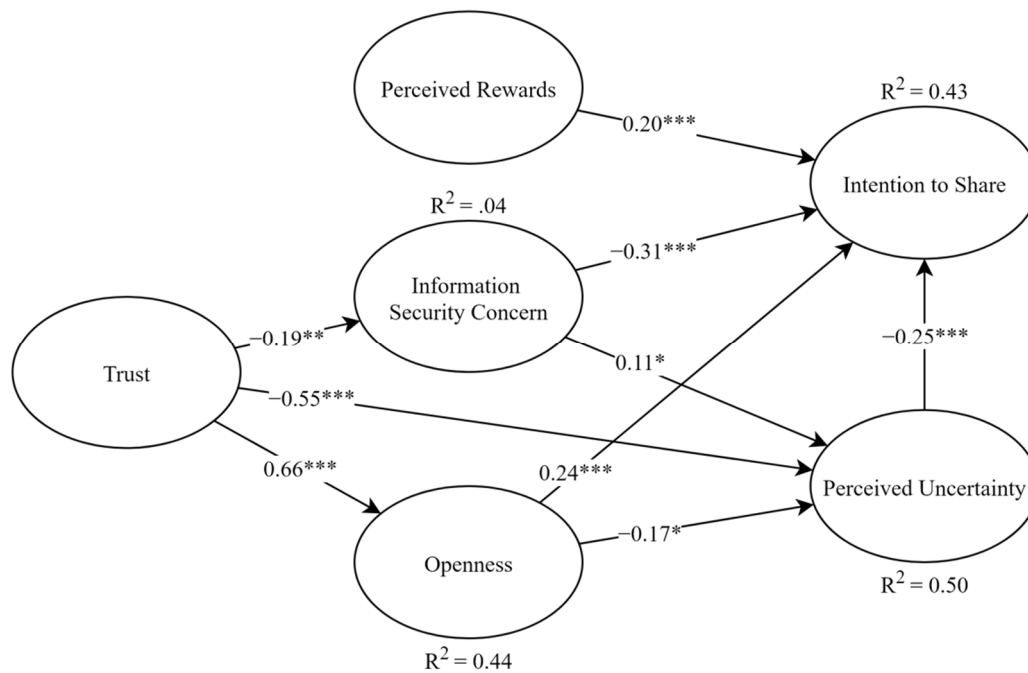 Perceived Rewards
R² = 0.43
0.20***
Intention to Share
R² = .04
−0.31***
Information
Security Concern
−0.19**
−0.25***
0.11*
Trust
−0.55***
0.66***
0.24***
Perceived Uncertainty
−0.17*
Openness
R² = 0.50
R² = 0.44